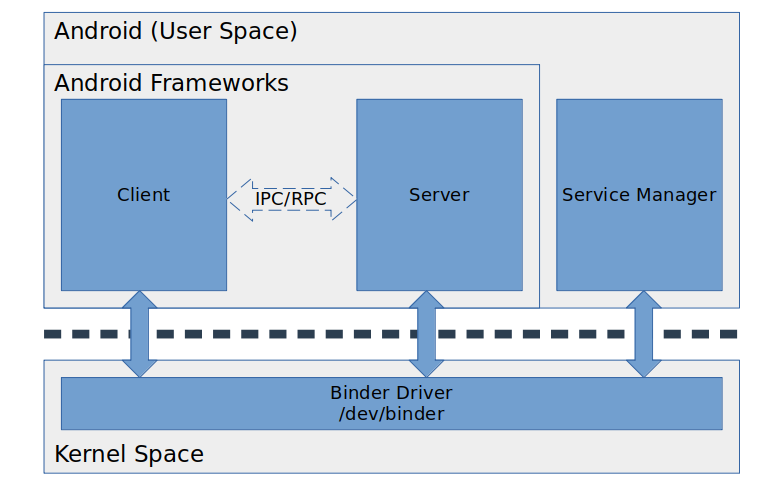 Android (User Space)
Android Frameworks
Client
IPC/RPC
Server
Service Manager
Binder Driver
/dev/binder
Kernel Space